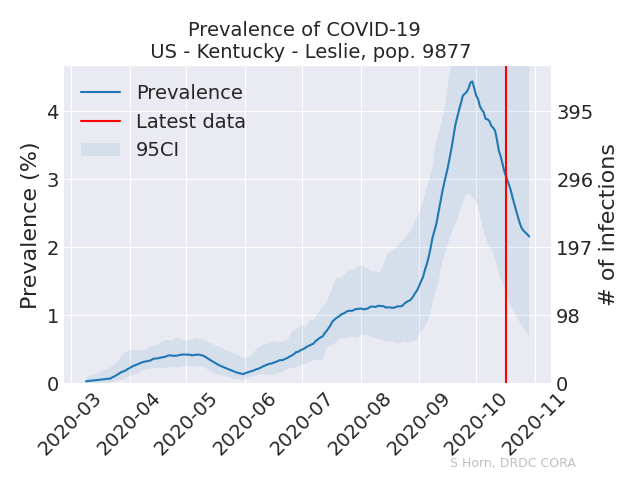 Prevalence of COVID-19
US - Kentucky - Leslie, pop. 9877
Prevalence
Latest data
95CI
Prevalence (%)
4
3
2
1
0
# of infections
395
296
197
98
0
2020-03
2020-04
2020-05
2020-06
2020-07
2020-08
2020-09
2020-10
2020-11
S Horn, DRDC CORA